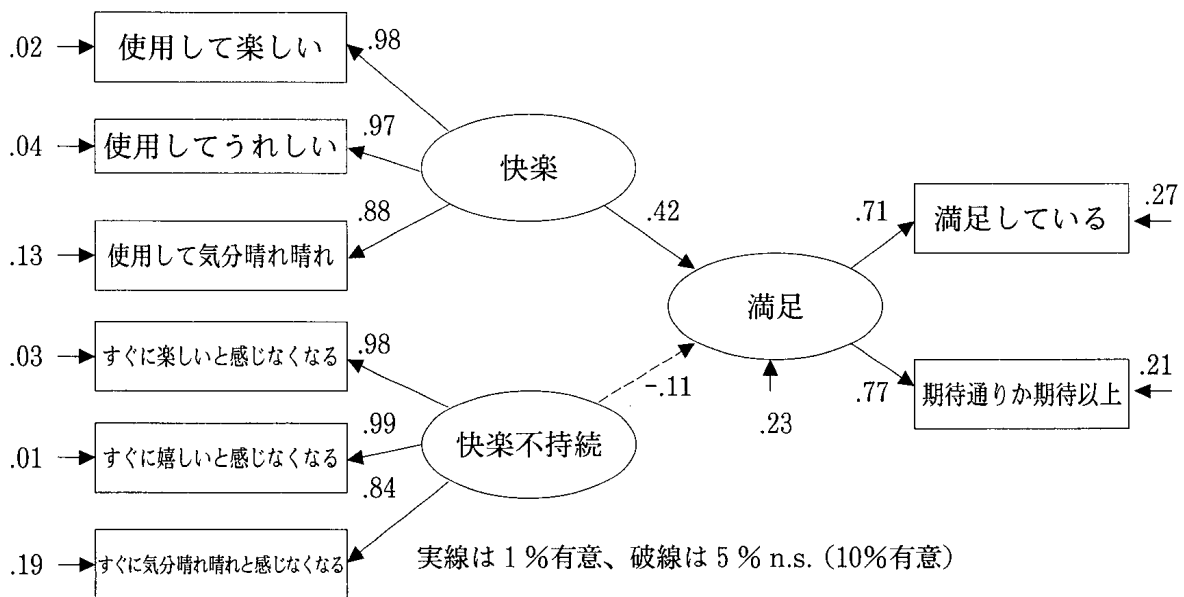 .02
使用して楽しい
.98
.04
使用してうれしい
.97
快楽
.13
使用して気分晴れ晴れ
.88
.42
.71
満足している
.27
満足
.03
すぐに楽しいと感じなくなる
.98
-.11
.23
.77
期待通りか期待以上
.21
.01
すぐに嬉しいと感じなくなる
.99
快楽不持続
.84
.19
すぐに気分晴れ晴れと感じなくなる
実線は1%有意、破線は5% n.s. (10%有意)